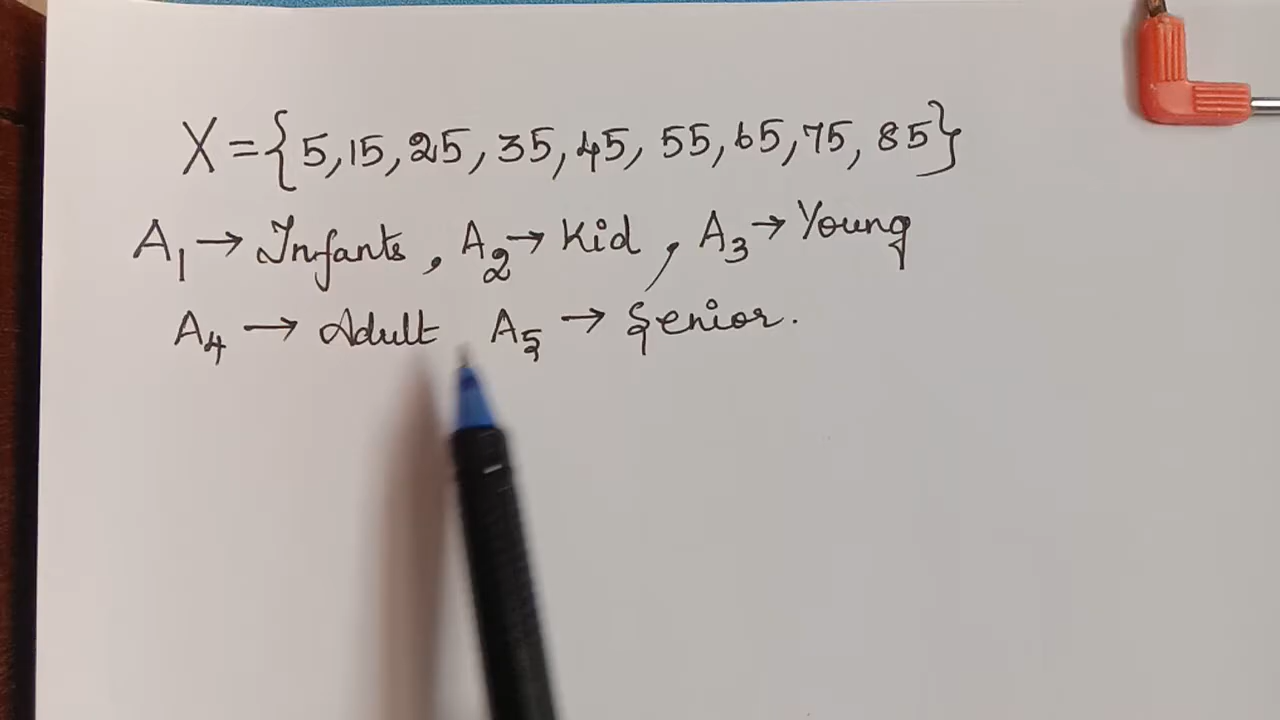 X = {5, 15, 25, 35, 45, 55, 65, 75, 85}
A₁ → Infants, A₂ → Kid, A₃ → Young
A₄ → Adult A₅ → Senior.